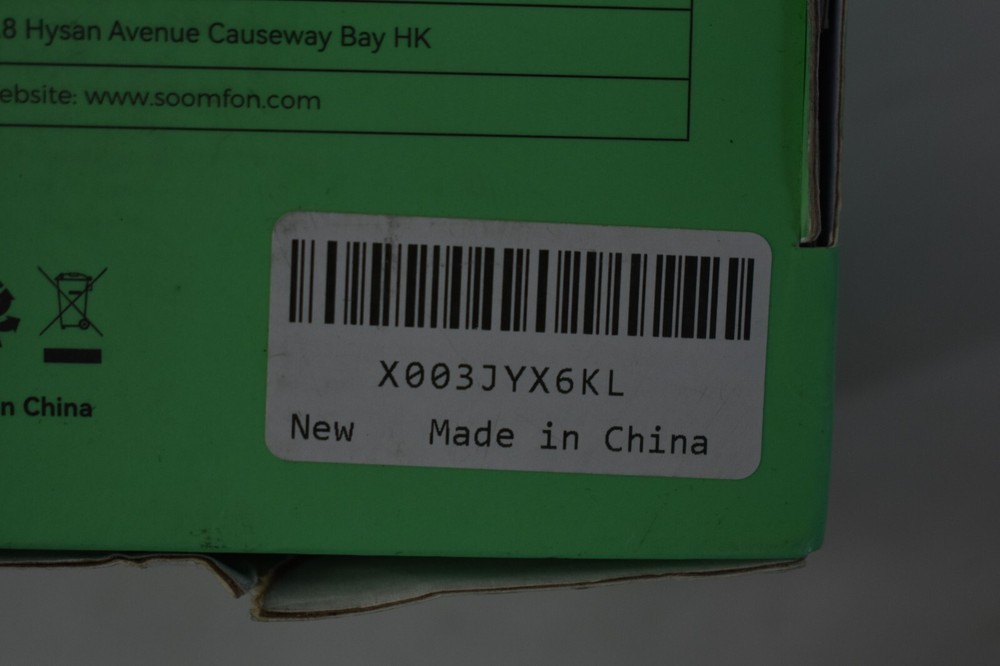 8 Hysan Avenue Causeway Bay HK
ebsite: www.soomfon.com
X003JYX6KL
New Made in China
n China